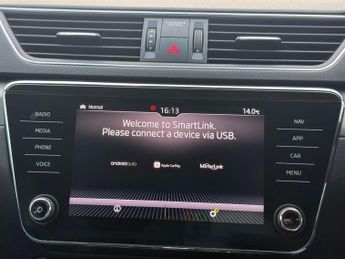 Normal
16:13
14.0°C
RADIO
MEDIA
PHONE
VOICE
Welcome to SmartLink.
Please connect a device via USB.
androidauto
Apple CarPlay
MirrorLink
NAV
APP
CAR
MENU